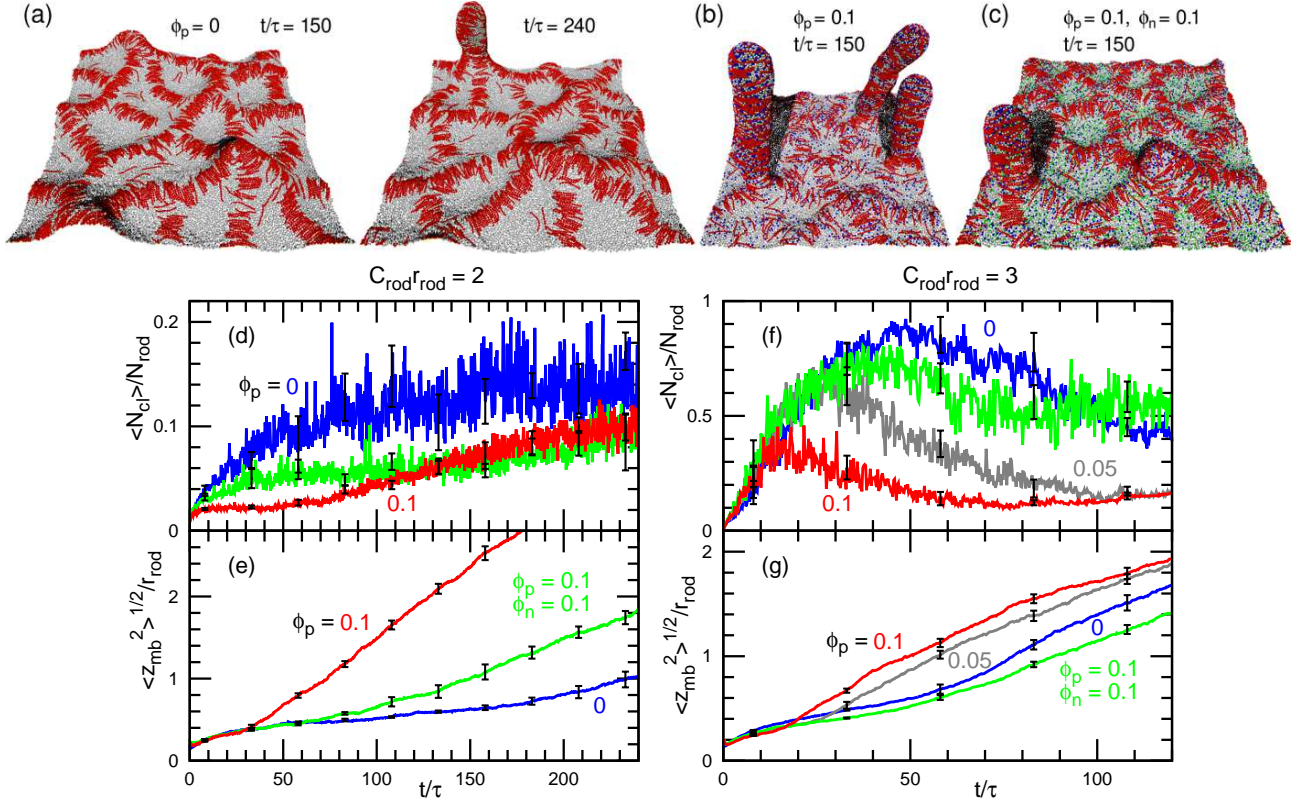 (a)
ϕp = 0 t/τ = 150
t/τ = 240
(b)
ϕp = 0.1
t/τ = 150
(c)
ϕp = 0.1, ϕn = 0.1
t/τ = 150
Crodrrod = 2
(d)
<Ncl>/Nrod
0.2
0.1
0
ϕp = 0
0.1
(e)
<zmb²>^1/2/rrod
2
1
0
ϕp = 0.1
ϕp = 0.1
ϕn = 0.1
0
0 50 100 150 200
t/τ
Crodrrod = 3
(f)
<Ncl>/Nrod
1
0.5
0
0
0.05
0.1
(g)
<zmb²>^1/2/rrod
2
1
0
ϕp = 0.1
0.05
0
ϕp = 0.1
ϕn = 0.1
0 50 100
t/τ